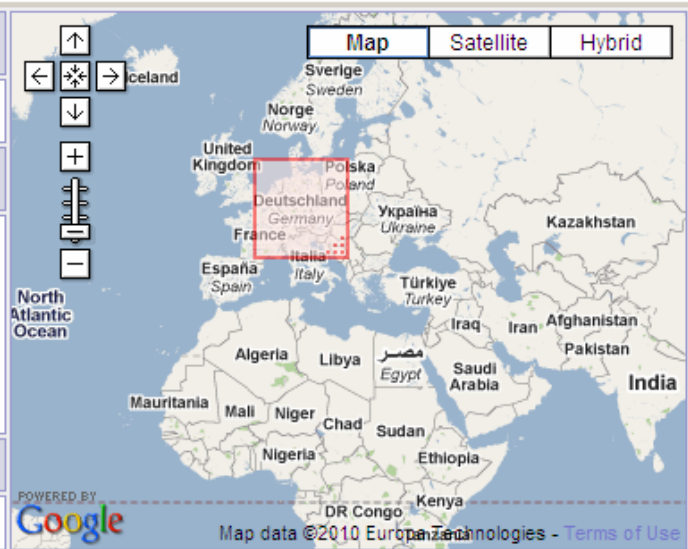 Map
Satellite
Hybrid
Iceland
Sverige
Sweden
Norge
Norway
United
Kingdom
Polska
Poland
Deutschland
Germany
Україна
Ukraine
Kazakhstan
France
Italia
Italy
España
Spain
Türkiye
Turkey
North
Atlantic
Ocean
Iraq
Iran
Afghanistan
Pakistan
Algeria
Libya
مصر
Egypt
Saudi
Arabia
India
Mauritania
Mali
Niger
Chad
Sudan
Nigeria
Ethiopia
DR Congo
Kenya
Tanzania
POWERED BY
Google
Map data ©2010 Europa Technologies - Terms of Use